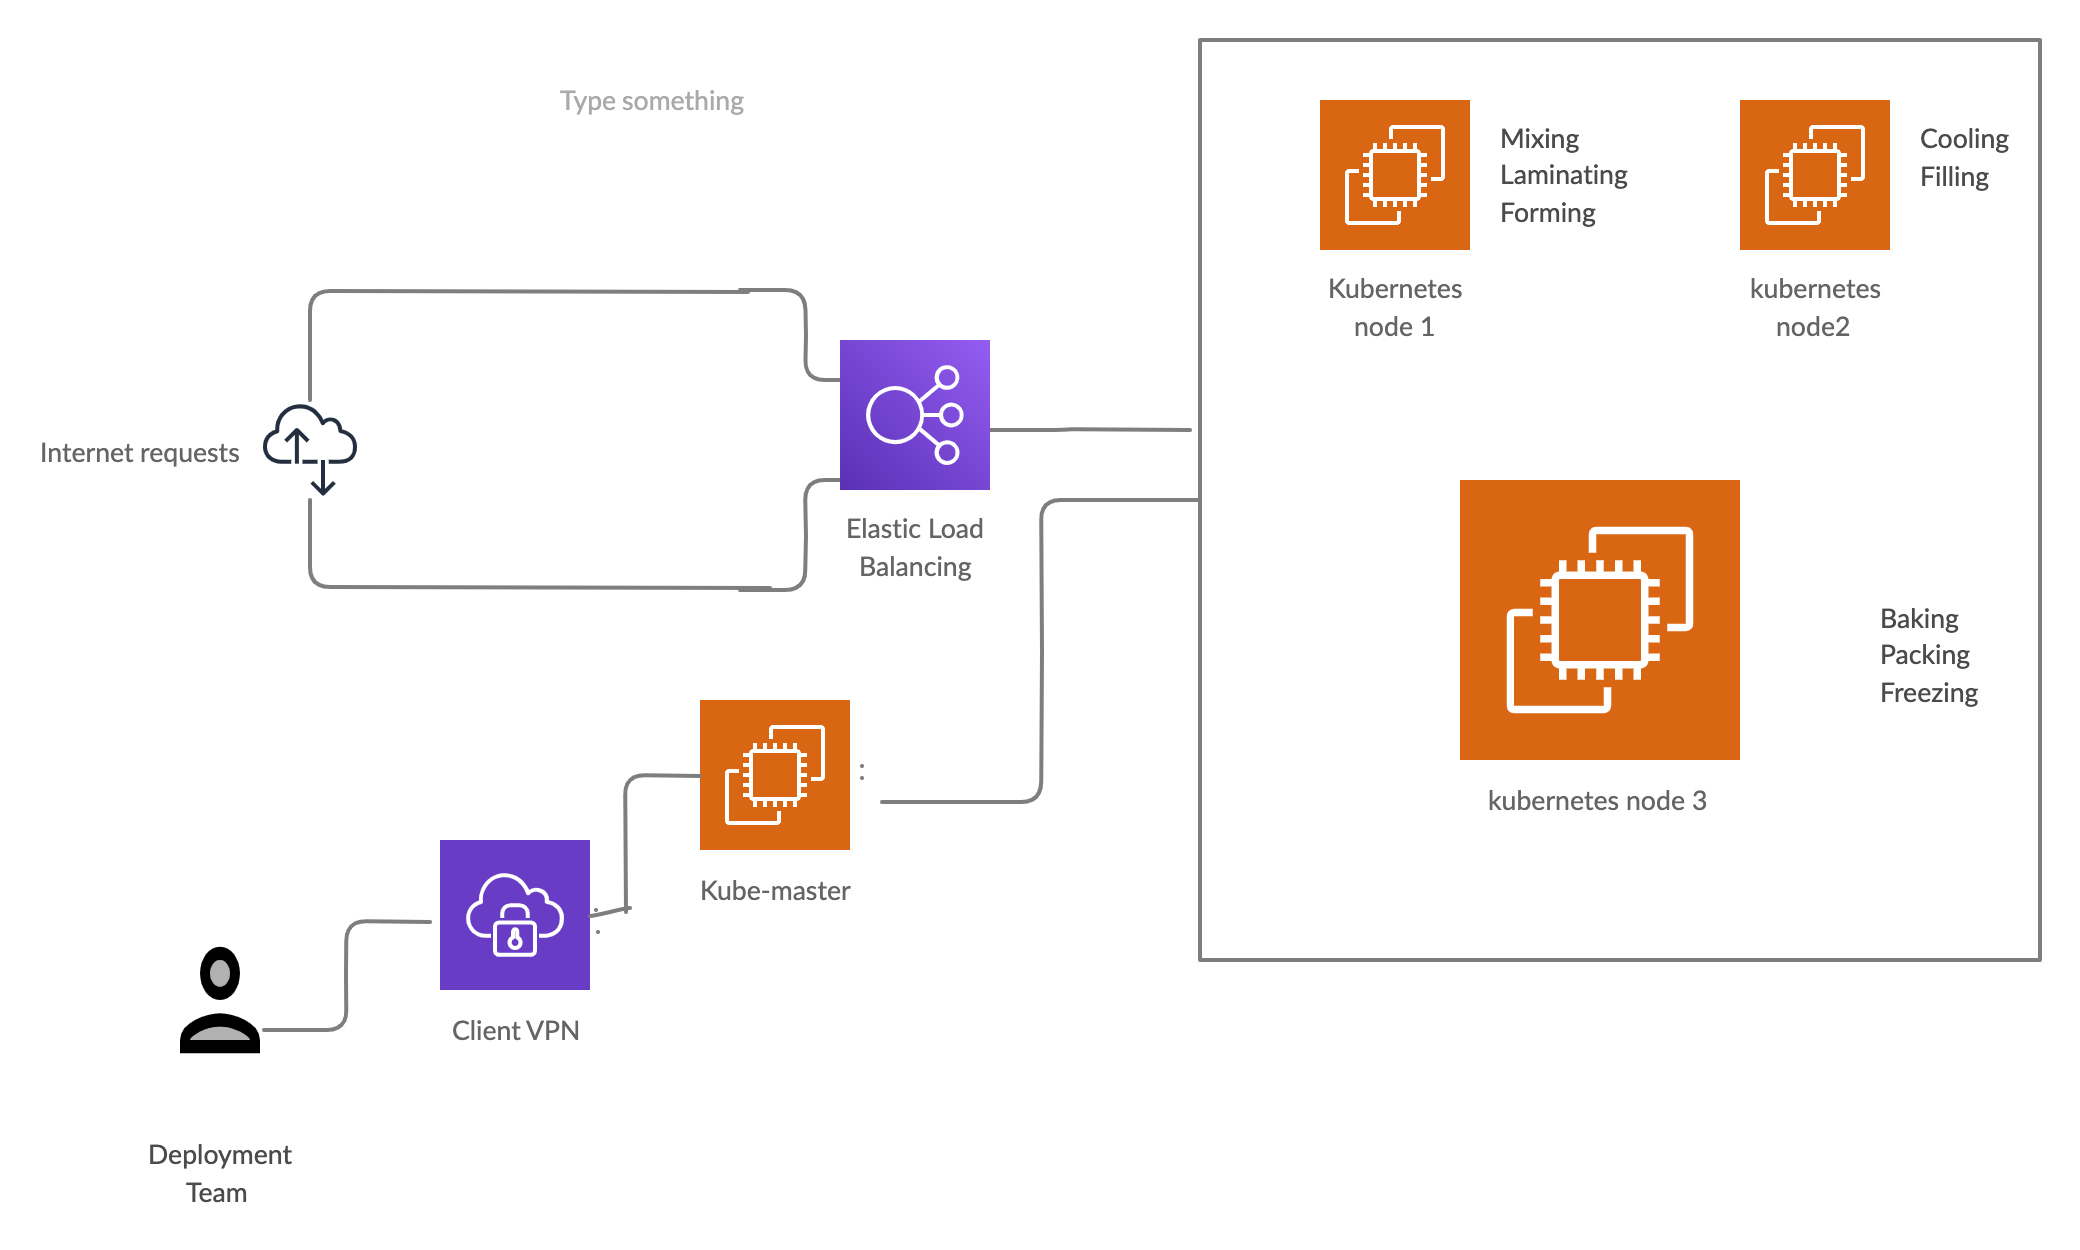 Type something
Mixing
Laminating
Forming
Cooling
Filling
Kubernetes
node 1
kubernetes
node2
Internet requests
Elastic Load
Balancing
Baking
Packing
Freezing
kubernetes node 3
Kube-master
Client VPN
Deployment
Team